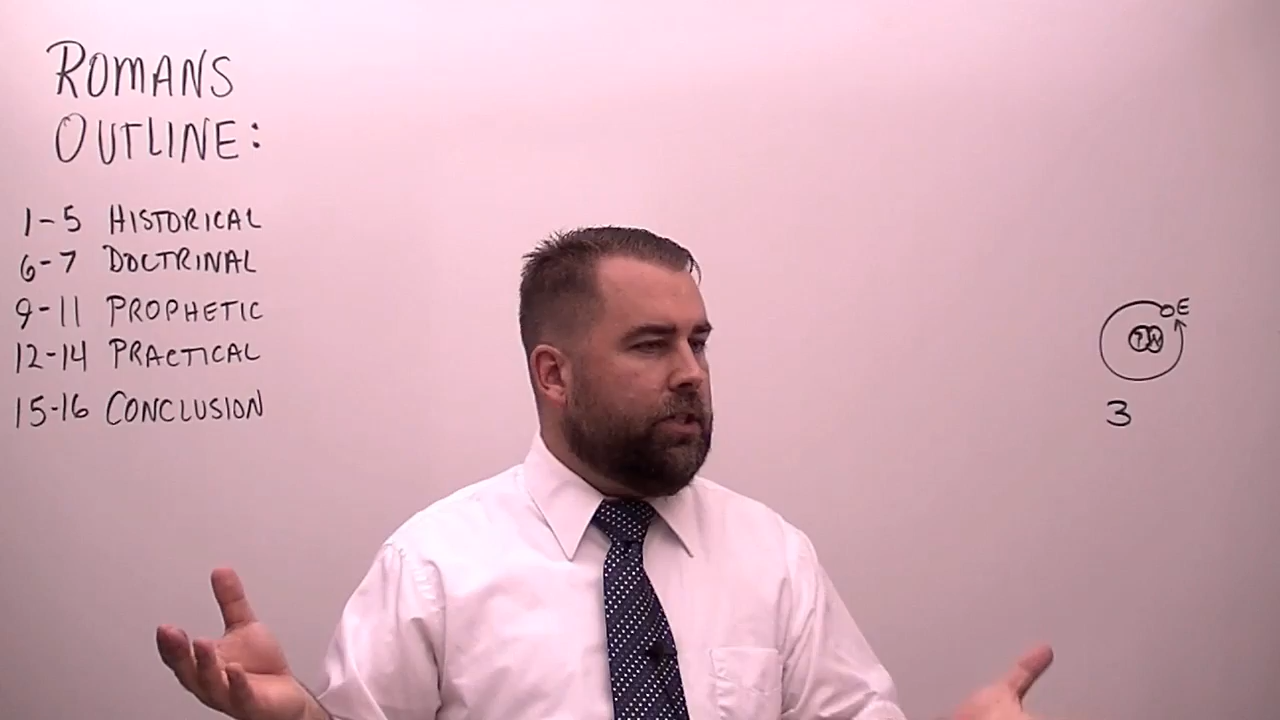 ROMANS
OUTLINE:
1-5 HISTORICAL
6-7 DOCTRINAL
9-11 PROPHETIC
12-14 PRACTICAL
15-16 CONCLUSION
E
3